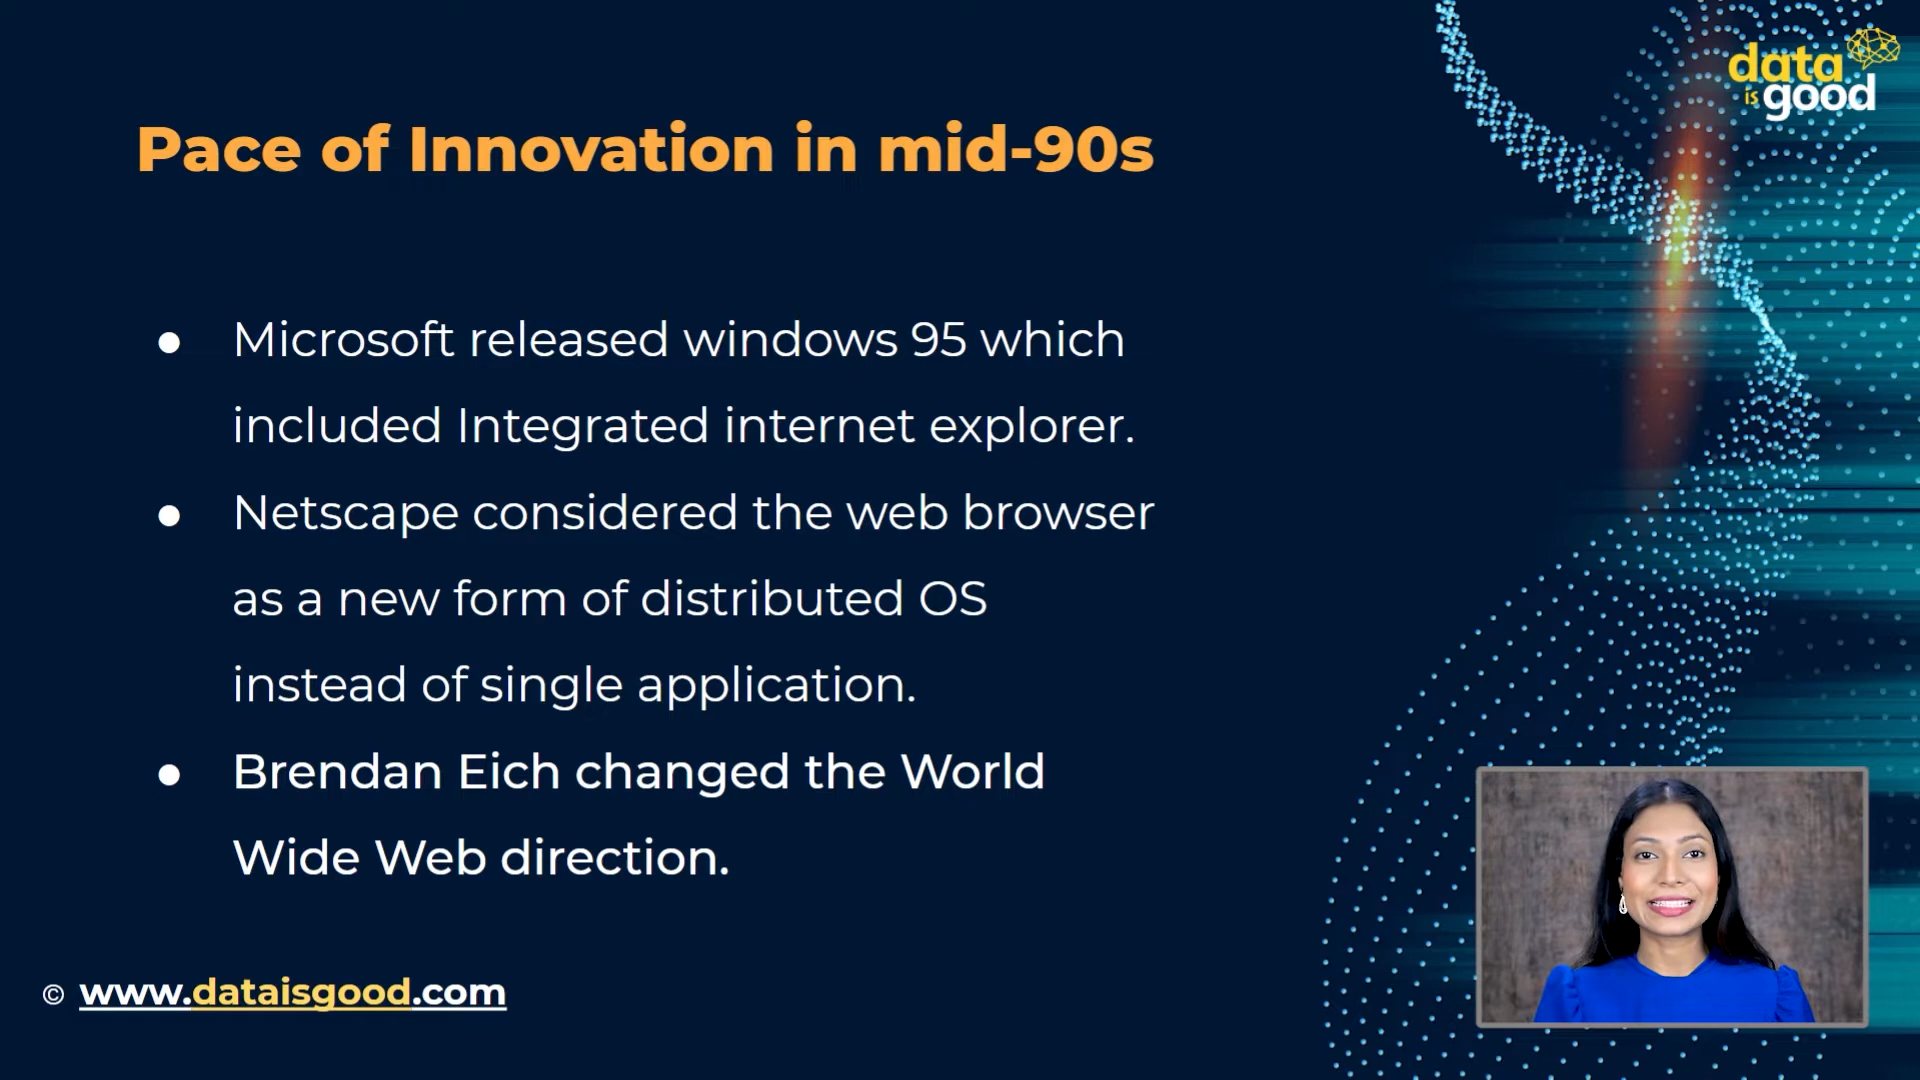 data
is good
Pace of Innovation in mid-90s
● Microsoft released windows 95 which
included Integrated internet explorer.
● Netscape considered the web browser
as a new form of distributed OS
instead of single application.
● Brendan Eich changed the World
Wide Web direction.
© www.dataisgood.com